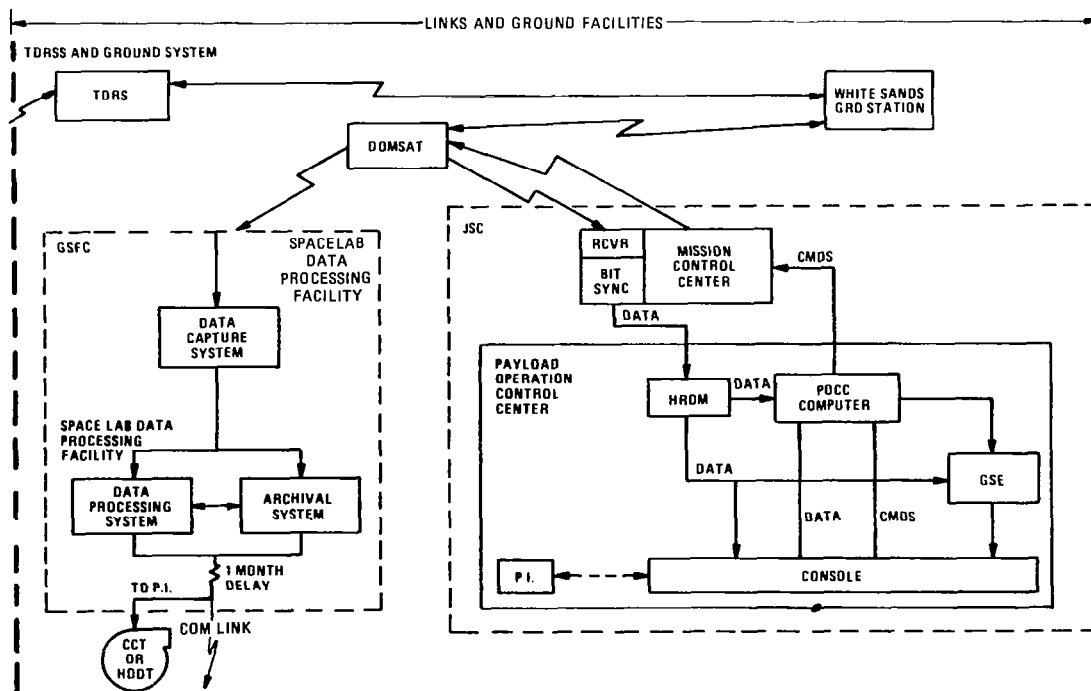 LINKS AND GROUND FACILITIES
TDRSS AND GROUND SYSTEM
TDRS
WHITE SANDS
GRD STATION
DOMSAT
GSFC
SPACELAB
DATA
PROCESSING
FACILITY
DATA
CAPTURE
SYSTEM
SPACE LAB DATA
PROCESSING
FACILITY
DATA
PROCESSING
SYSTEM
ARCHIVAL
SYSTEM
1 MONTH
DELAY
TO P.I.
COM LINK
CCT
OR
HDDT
JSC
RCVR
BIT
SYNC
MISSION
CONTROL
CENTER
CMDS
DATA
PAYLOAD
OPERATION
CONTROL
CENTER
HRDM
DATA
POCC
COMPUTER
DATA
GSE
DATA
CMDS
P.I.
CONSOLE